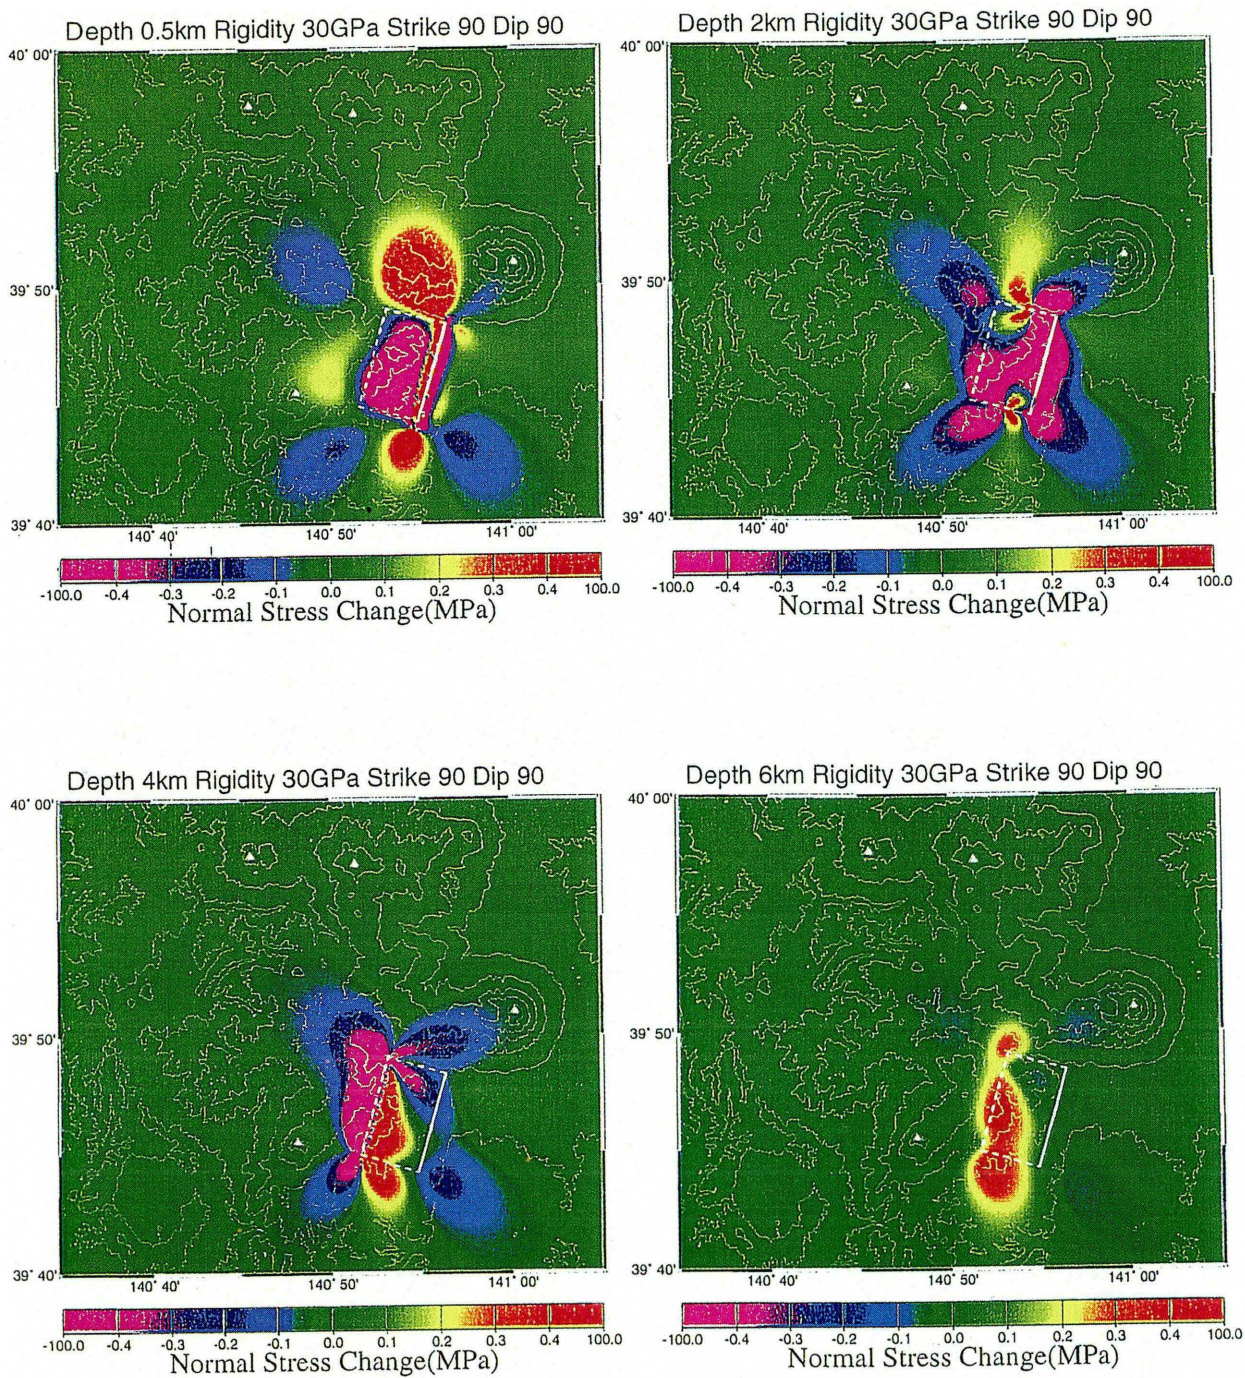 Depth 0.5km Rigidity 30GPa Strike 90 Dip 90
40° 00'
39° 50'
39° 40'
140° 40' 140° 50' 141° 00'
-100.0 -0.4 -0.3 -0.2 -0.1 0.0 0.1 0.2 0.3 0.4 100.0
Normal Stress Change(MPa)
Depth 2km Rigidity 30GPa Strike 90 Dip 90
40° 00'
39° 50'
39° 40'
140° 40' 140° 50' 141° 00'
-100.0 -0.4 -0.3 -0.2 -0.1 0.0 0.1 0.2 0.3 0.4 100.0
Normal Stress Change(MPa)
Depth 4km Rigidity 30GPa Strike 90 Dip 90
40° 00'
39° 50'
39° 40'
140° 40' 140° 50' 141° 00'
-100.0 -0.4 -0.3 -0.2 -0.1 0.0 0.1 0.2 0.3 0.4 100.0
Normal Stress Change(MPa)
Depth 6km Rigidity 30GPa Strike 90 Dip 90
40° 00'
39° 50'
39° 40'
140° 40' 140° 50' 141° 00'
-100.0 -0.4 -0.3 -0.2 -0.1 0.0 0.1 0.2 0.3 0.4 100.0
Normal Stress Change(MPa)